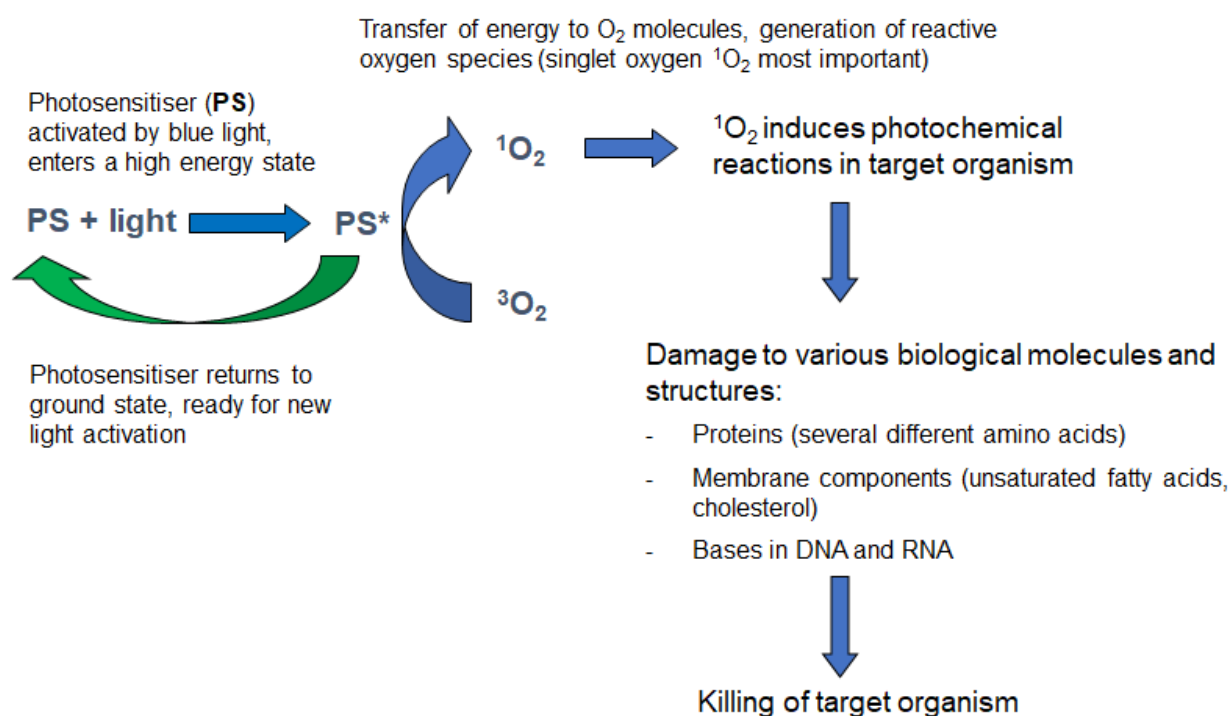 Transfer of energy to O₂ molecules, generation of reactive
oxygen species (singlet oxygen ¹O₂ most important)
Photosensitiser (PS)
activated by blue light,
enters a high energy state
PS + light
PS*
¹O₂
³O₂
Photosensitiser returns to
ground state, ready for new
light activation
¹O₂ induces photochemical
reactions in target organism
Damage to various biological molecules and
structures:
- Proteins (several different amino acids)
- Membrane components (unsaturated fatty acids,
cholesterol)
- Bases in DNA and RNA
Killing of target organism